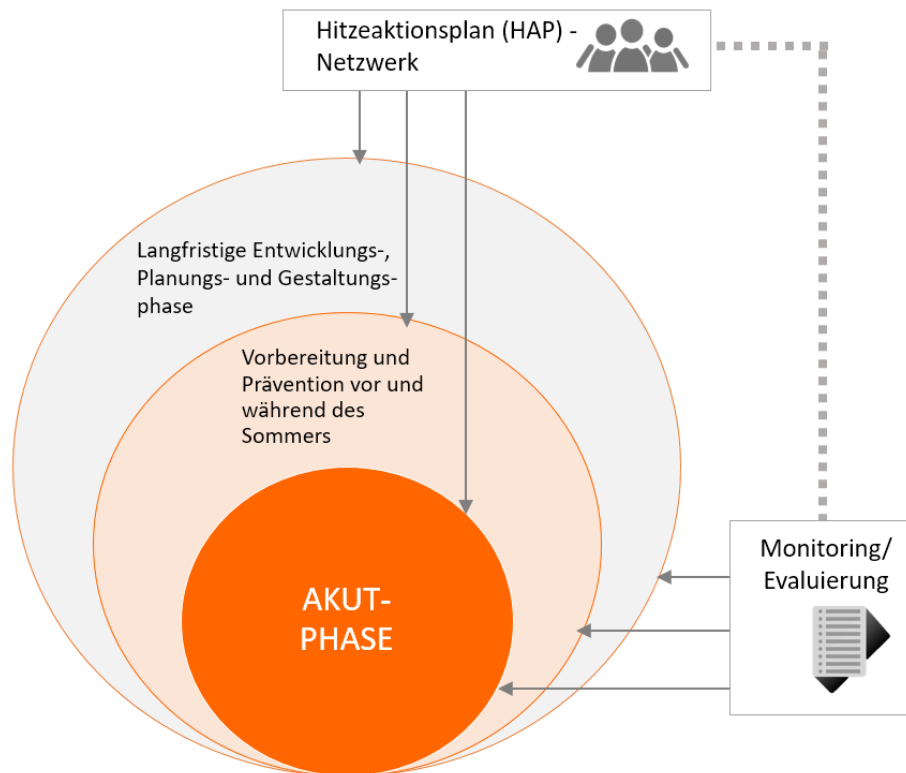 Hitzeaktionsplan (HAP) -
Netzwerk
Langfristige Entwicklungs-,
Planungs- und Gestaltungs-
phase
Vorbereitung und
Prävention vor und
während des
Sommers
AKUT-
PHASE
Monitoring/
Evaluierung